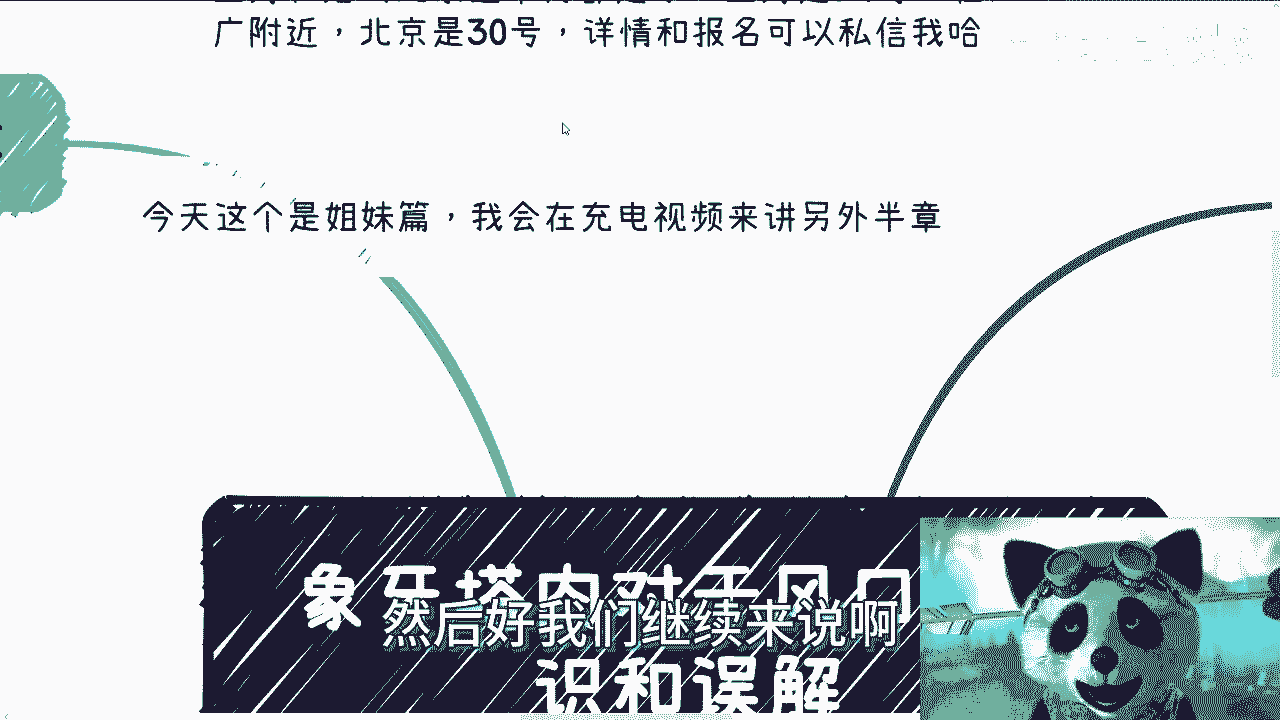 广附近，北京是30号，详情和报名可以私信我哈
今天这个是姐妹篇，我会在充电视频来讲另外半章
象牙塔内对于风口
然后好我们继续来说啊
识和误解